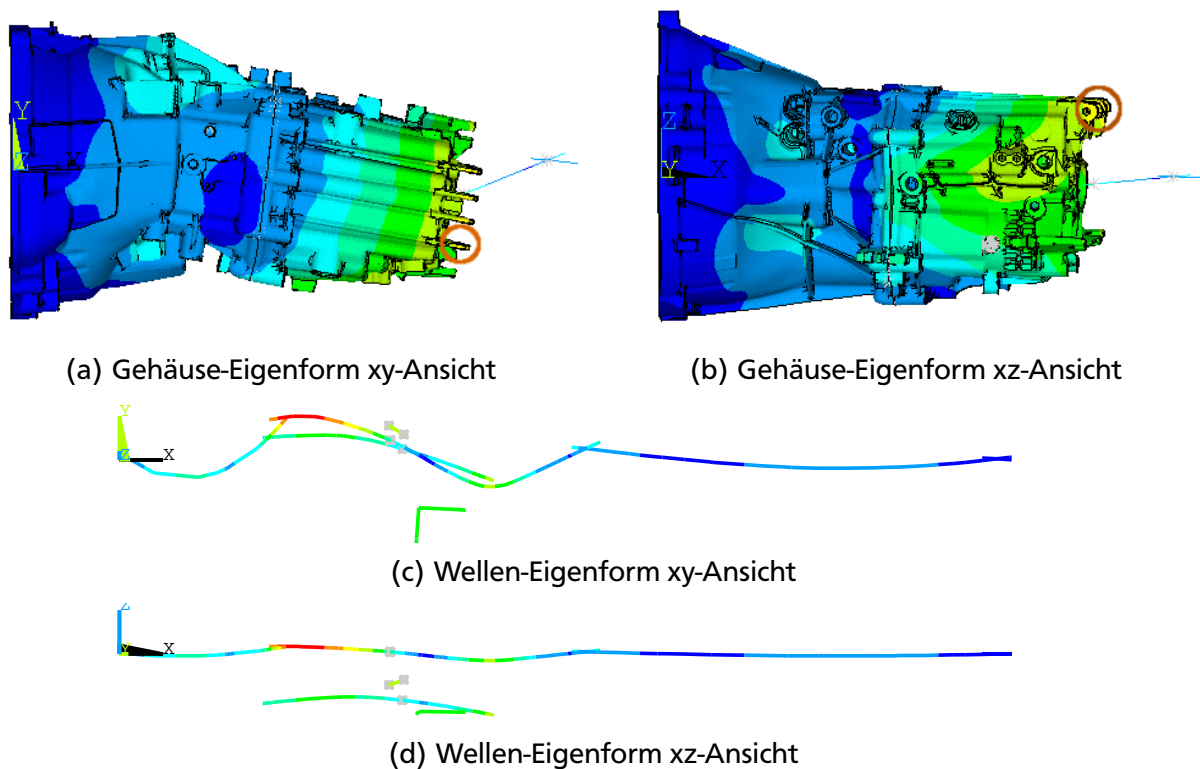 Y
Z
X
Z
Y
X
(a) Gehäuse-Eigenform xy-Ansicht
(b) Gehäuse-Eigenform xz-Ansicht
Y
Z
X
(c) Wellen-Eigenform xy-Ansicht
Z
Y
X
(d) Wellen-Eigenform xz-Ansicht